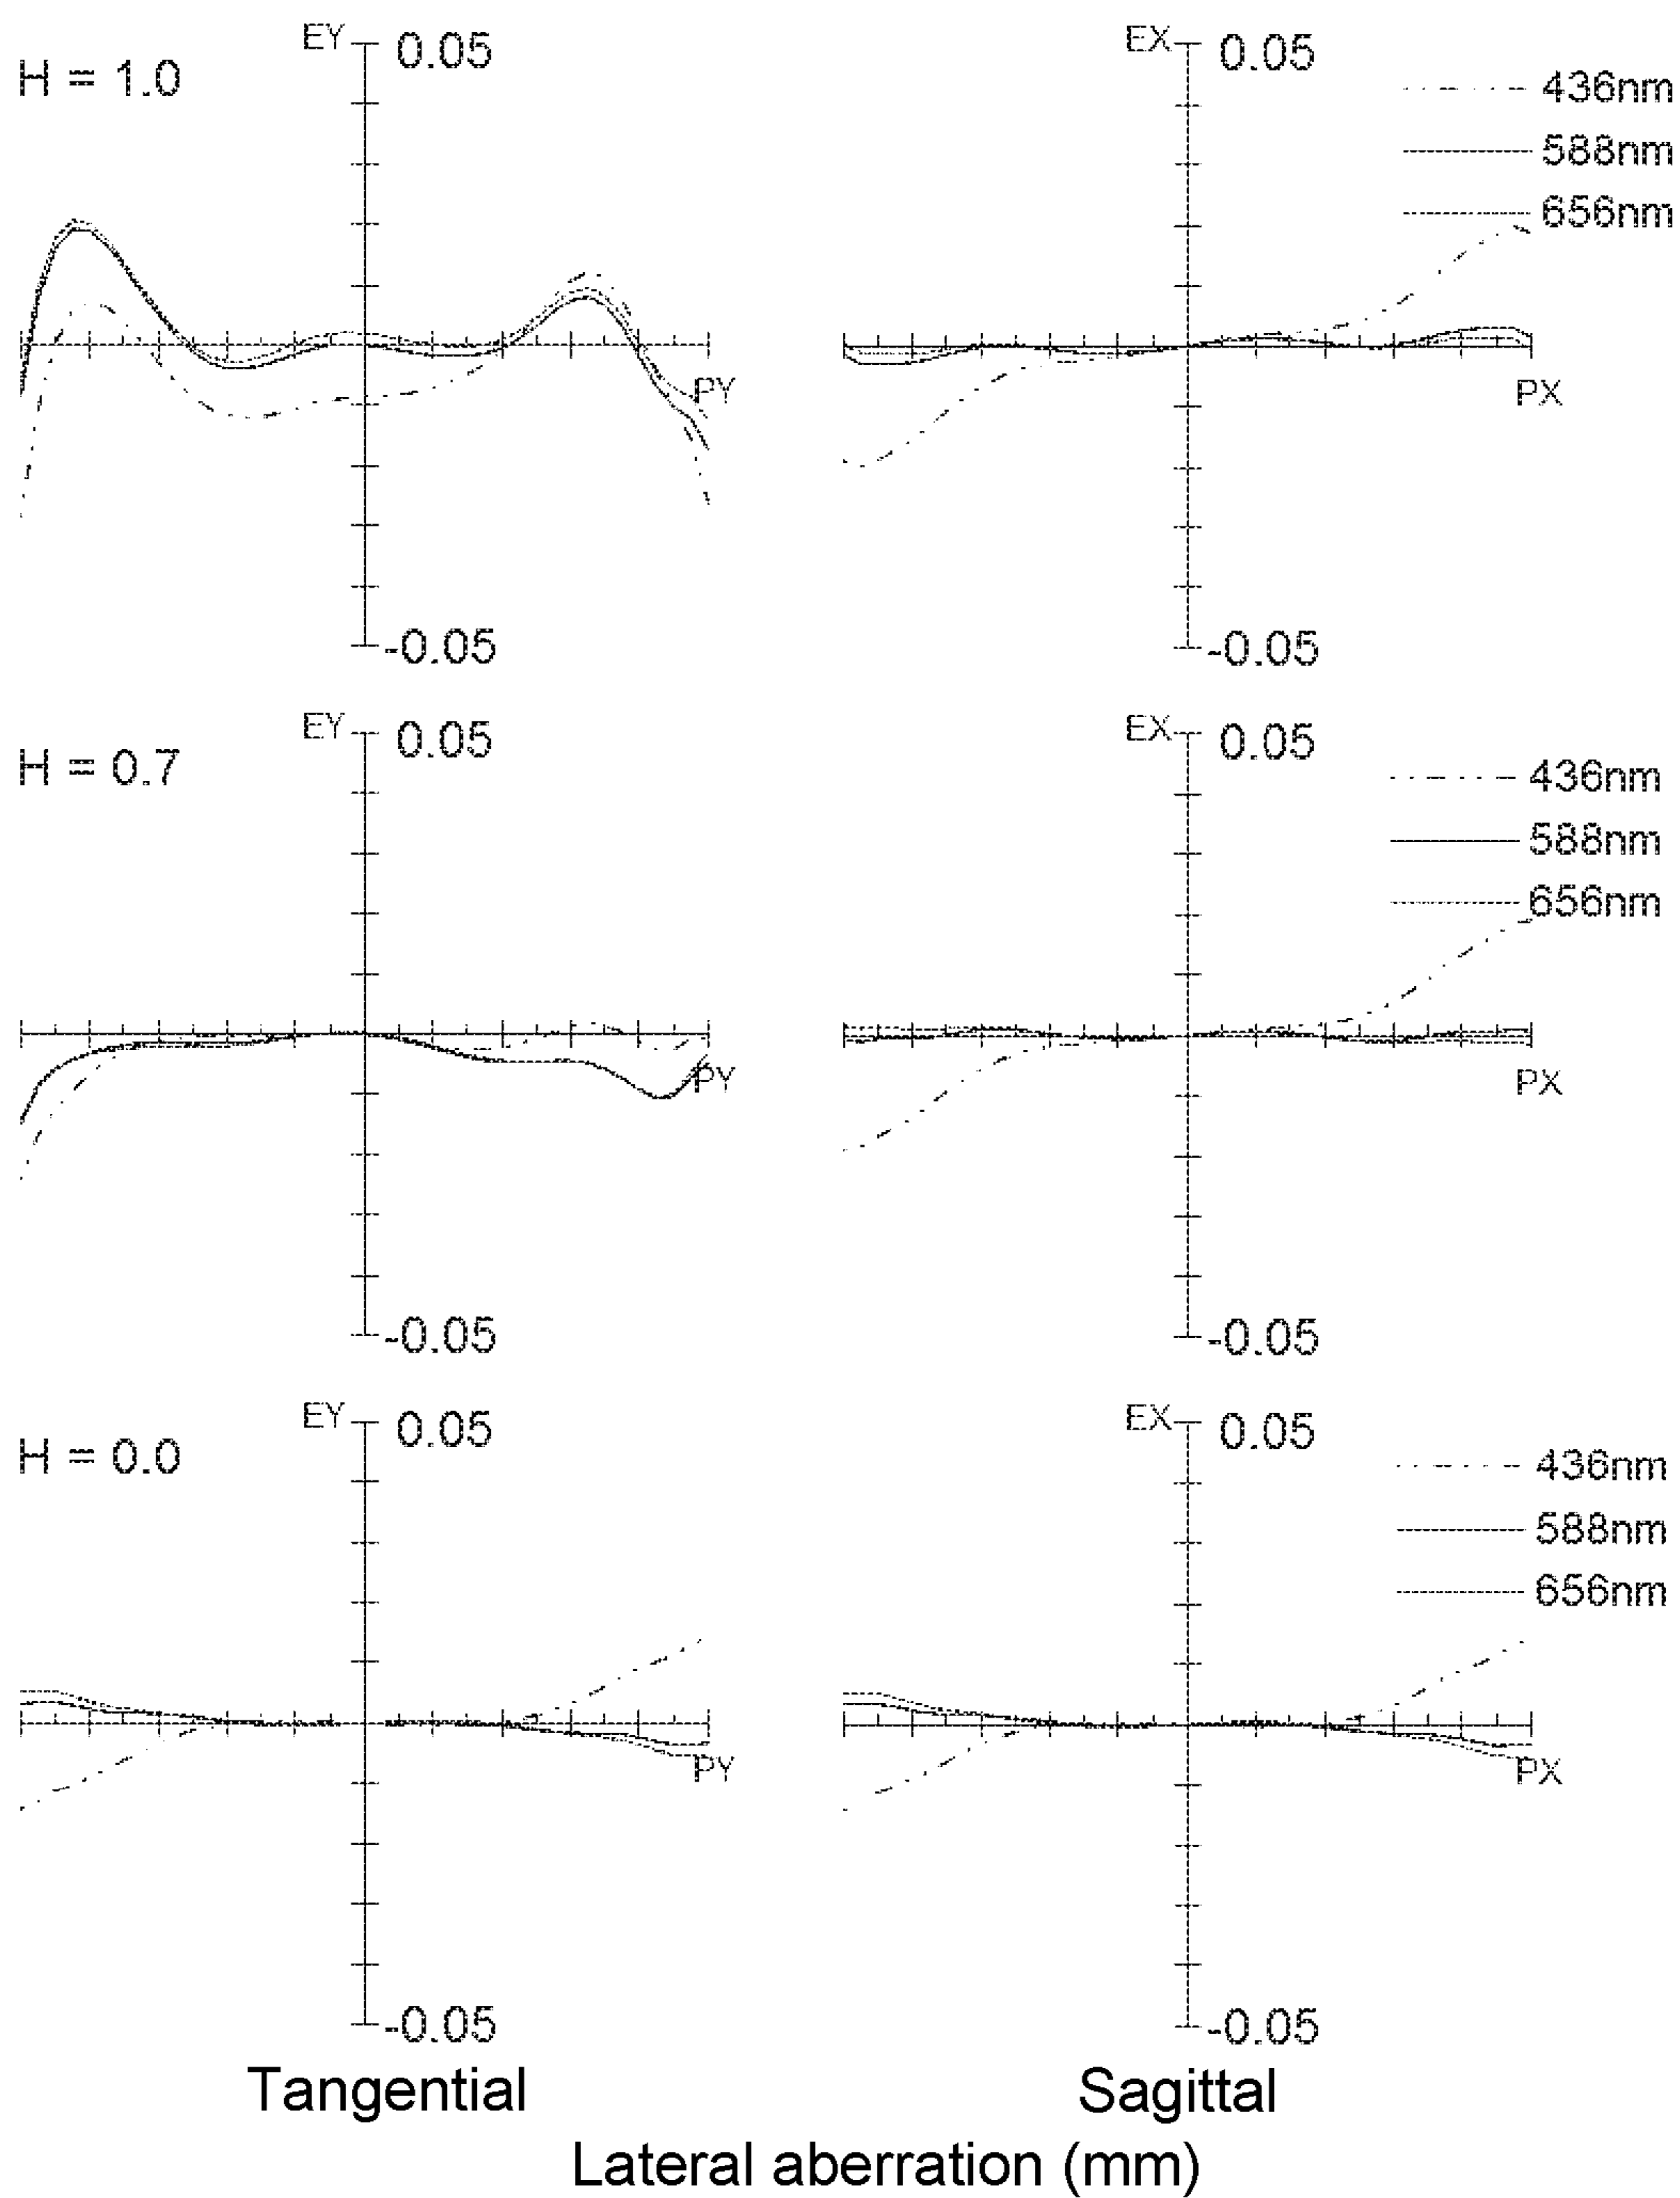 EY 0.05 EX 0.05
H = 1.0 436nm
588nm
656nm
PY PX
-0.05 -0.05
EY 0.05 EX 0.05
H = 0.7 436nm
588nm
656nm
PY PX
-0.05 -0.05
EY 0.05 EX 0.05
H = 0.0 436nm
588nm
656nm
PY PX
-0.05 -0.05
Tangential Sagittal
Lateral aberration (mm)